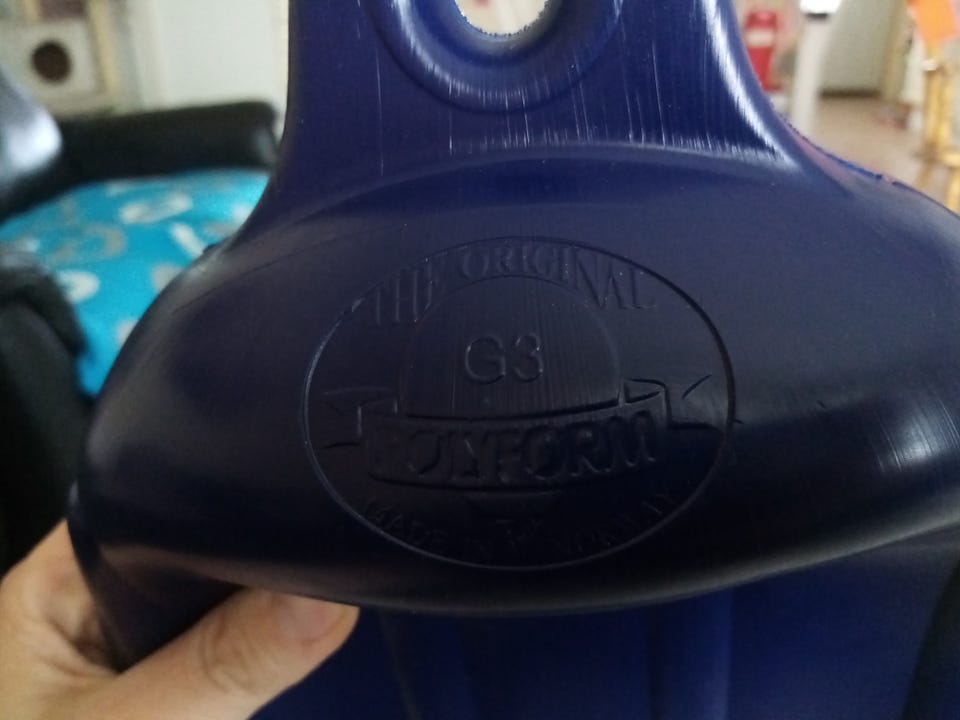 THE ORIGINAL
G3
POLYFORM
MADE IN NORWAY